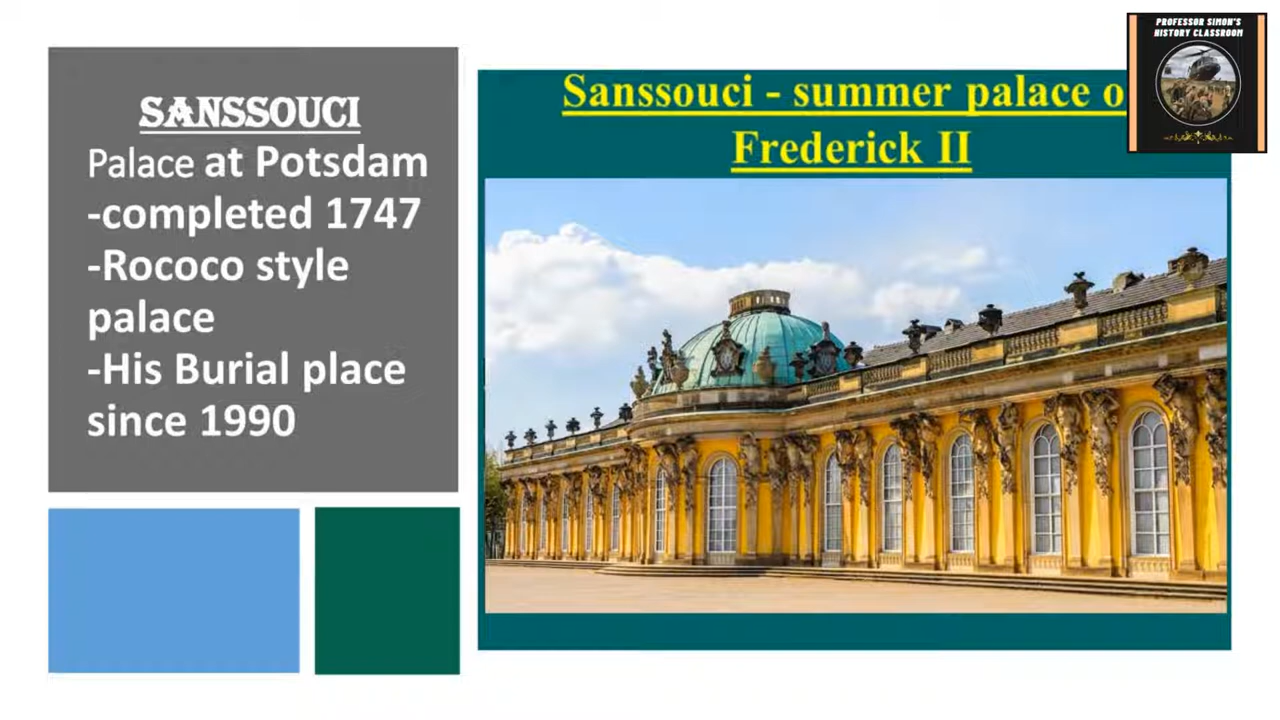 SANSSOUCI
Palace at Potsdam
-completed 1747
-Rococo style
palace
-His Burial place
since 1990
Sanssouci - summer palace o
Frederick II
PROFESSOR SIMON'S
HISTORY CLASSROOM